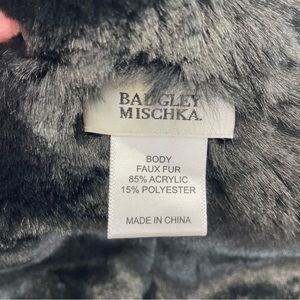 BADGLEY
MISCHKA.
BODY
FAUX FUR
85% ACRYLIC
15% POLYESTER
MADE IN CHINA